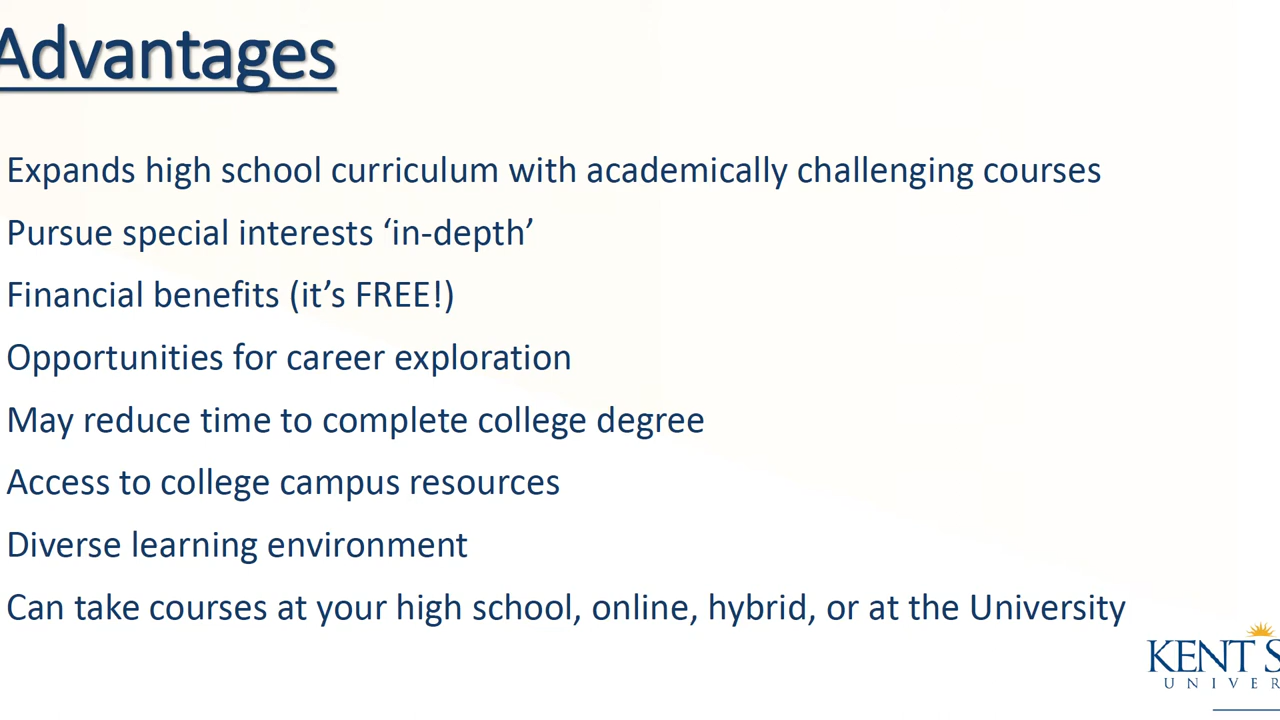 Advantages
Expands high school curriculum with academically challenging courses
Pursue special interests ‘in-depth’
Financial benefits (it’s FREE!)
Opportunities for career exploration
May reduce time to complete college degree
Access to college campus resources
Diverse learning environment
Can take courses at your high school, online, hybrid, or at the University
KENT S
UNIVER